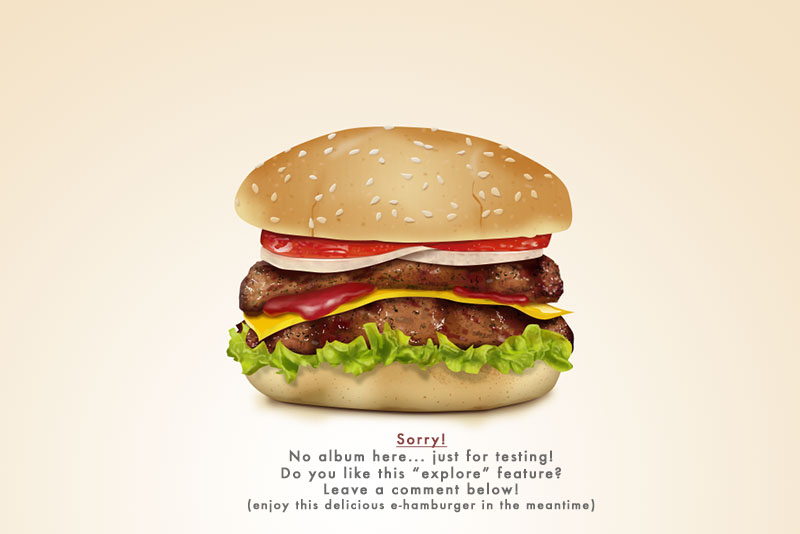 Sorry!
No album here... just for testing!
Do you like this “explore” feature?
Leave a comment below!
(enjoy this delicious e-hamburger in the meantime)